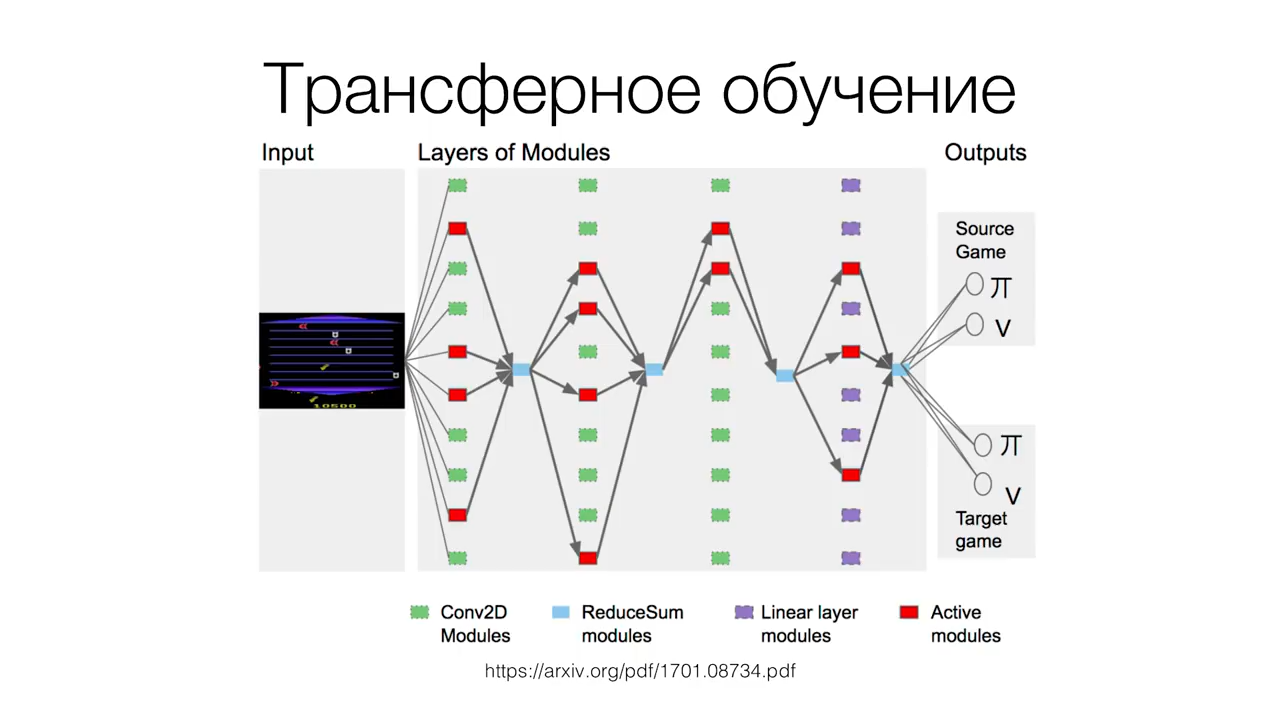 Трансферное обучение
Input
Layers of Modules
Outputs
Source
Game
π
V
10500
π
V
Target
game
Conv2D
Modules
ReduceSum
modules
Linear layer
modules
Active
modules
https://arxiv.org/pdf/1701.08734.pdf